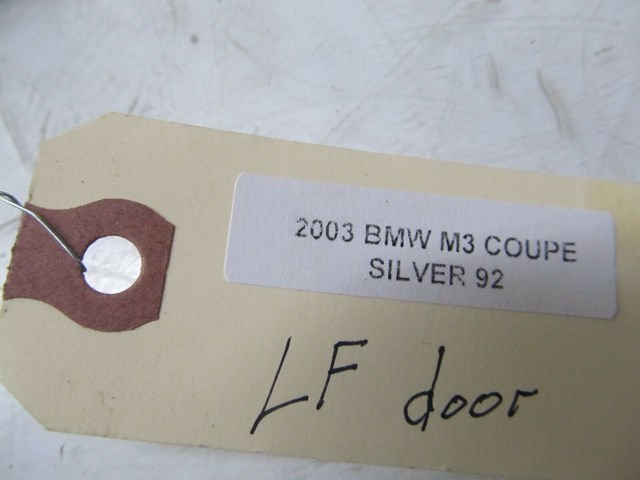 2003 BMW M3 COUPE
SILVER 92
LF door